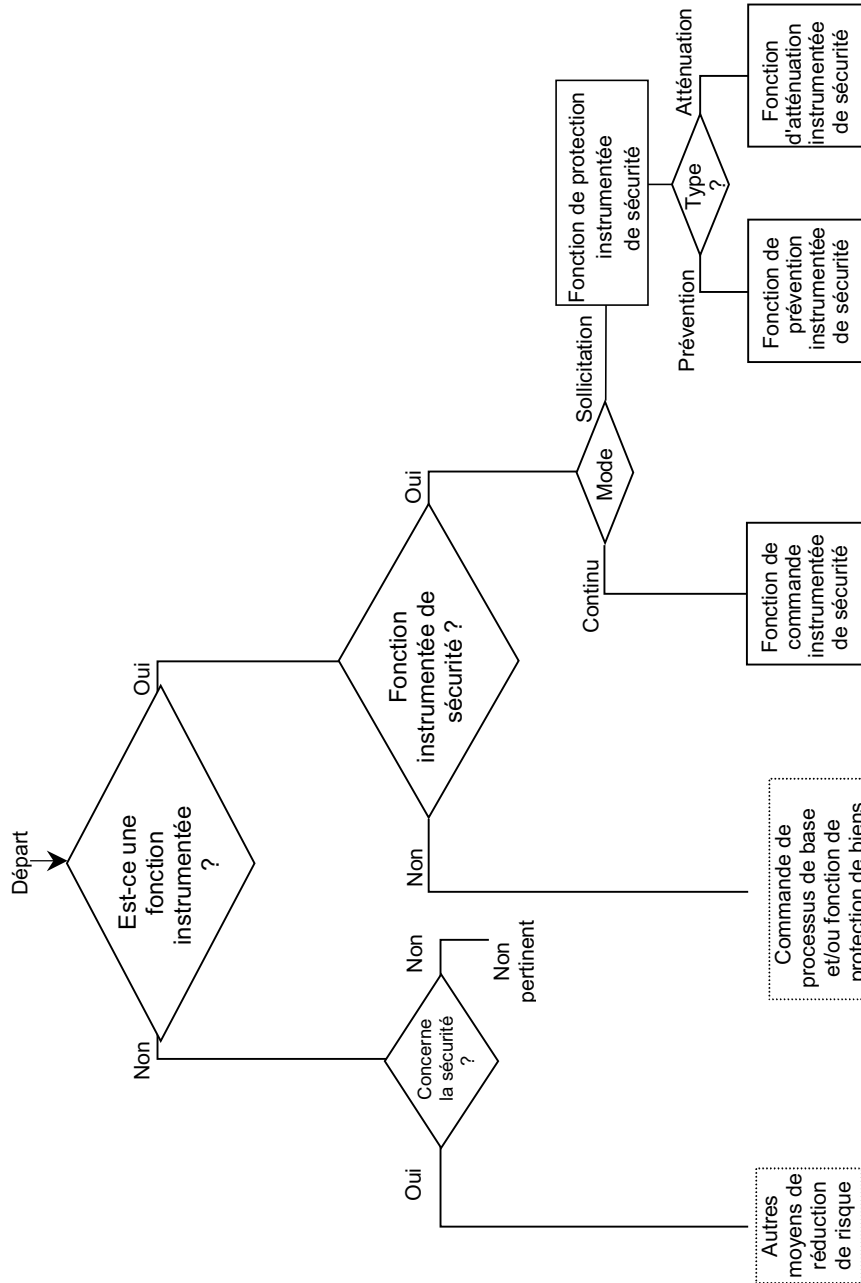 Départ
Est-ce une
fonction
instrumentée
?
Non
Oui
Concerne
la sécurité
?
Oui
Non
Non
pertinent
Fonction
instrumentée de
sécurité ?
Non
Oui
Mode
Continu
Sollicitation
Fonction de protection
instrumentée
de sécurité
Type
?
Prévention
Atténuation
Autres
moyens de
réduction
de risque
Commande de
processus de base
et/ou fonction de
protection de biens
Fonction de
commande
instrumentée
de sécurité
Fonction de
prévention
instrumentée
de sécurité
Fonction
d'atténuation
instrumentée
de sécurité